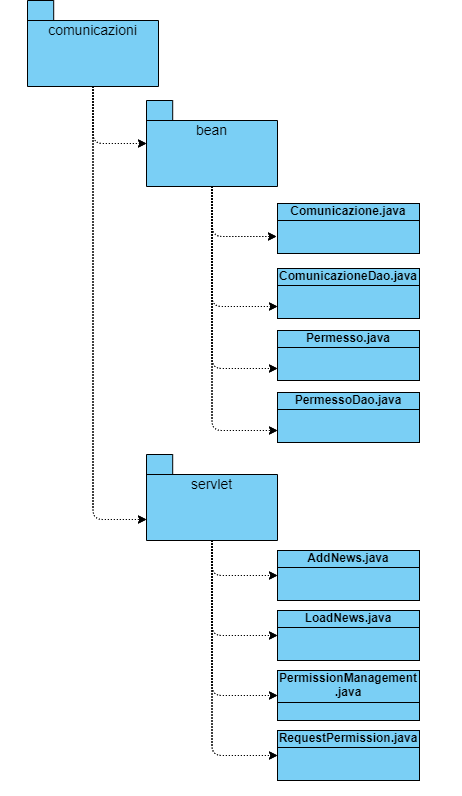 comunicazioni
bean
Comunicazione.java
ComunicazioneDao.java
Permesso.java
PermessoDao.java
servlet
AddNews.java
LoadNews.java
PermissionManagement
.java
RequestPermission.java